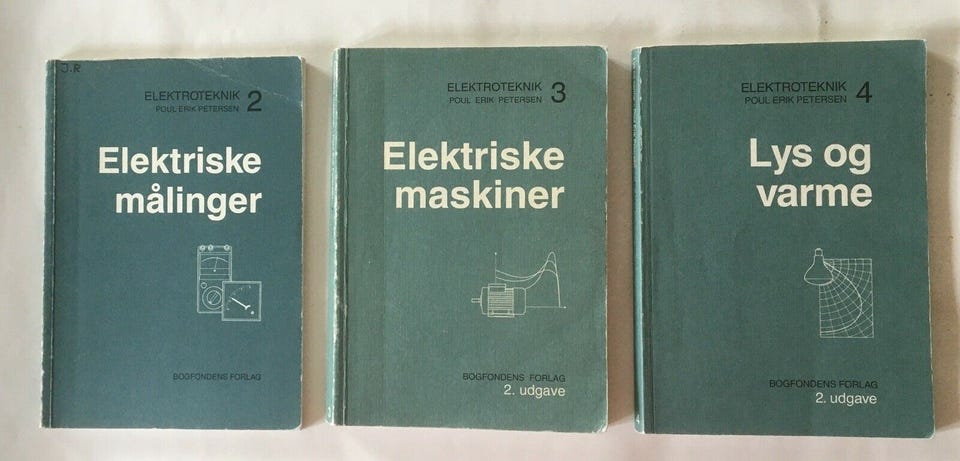 J.R
ELEKTROTEKNIK 2
POUL ERIK PETERSEN
Elektriske
målinger
BOGFONDENS FORLAG
ELEKTROTEKNIK 3
POUL ERIK PETERSEN
Elektriske
maskiner
BOGFONDENS FORLAG
2. udgave
ELEKTROTEKNIK 4
POUL ERIK PETERSEN
Lys og
varme
BOGFONDENS FORLAG
2. udgave